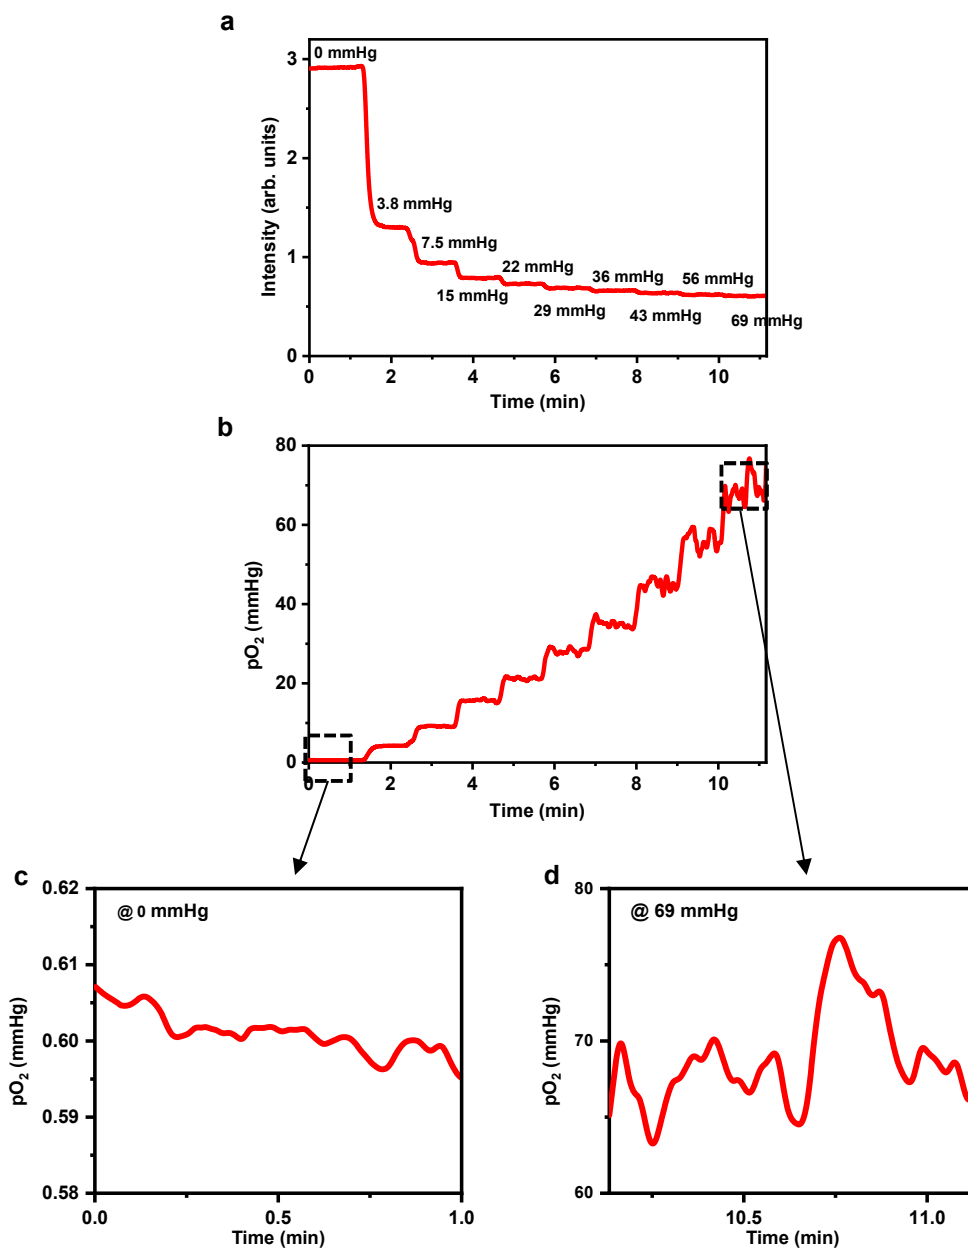 a
0 mmHg
3.8 mmHg
7.5 mmHg
15 mmHg
22 mmHg
29 mmHg
36 mmHg
43 mmHg
56 mmHg
69 mmHg
Intensity (arb. units)
3
2
1
0
0 2 4 6 8 10
Time (min)
b
pO2 (mmHg)
80
60
40
20
0
0 2 4 6 8 10
Time (min)
c
@ 0 mmHg
pO2 (mmHg)
0.62
0.61
0.60
0.59
0.58
0.0 0.5 1.0
Time (min)
d
@ 69 mmHg
pO2 (mmHg)
80
70
60
10.5 11.0
Time (min)